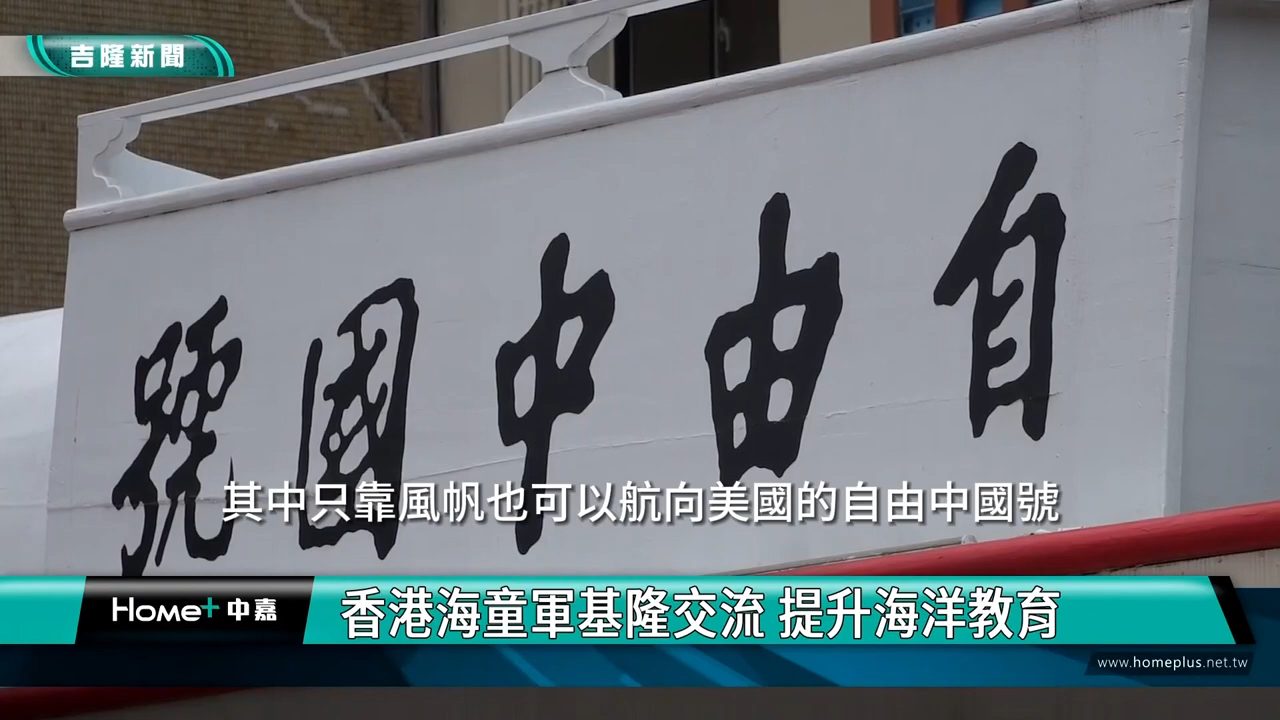 吉隆新聞
自由中國號
其中只靠風帆也可以航向美國的自由中國號
Home+中嘉
香港海童軍基隆交流 提升海洋教育
www.homeplus.net.tw